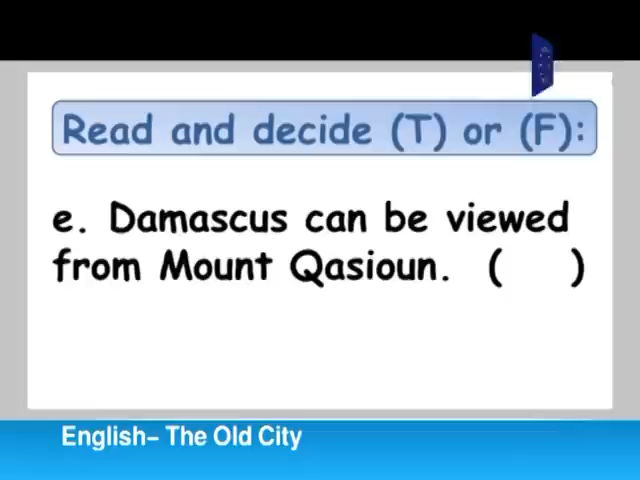 Read and decide (T) or (F):
e. Damascus can be viewed
from Mount Qasioun. (    )
English– The Old City